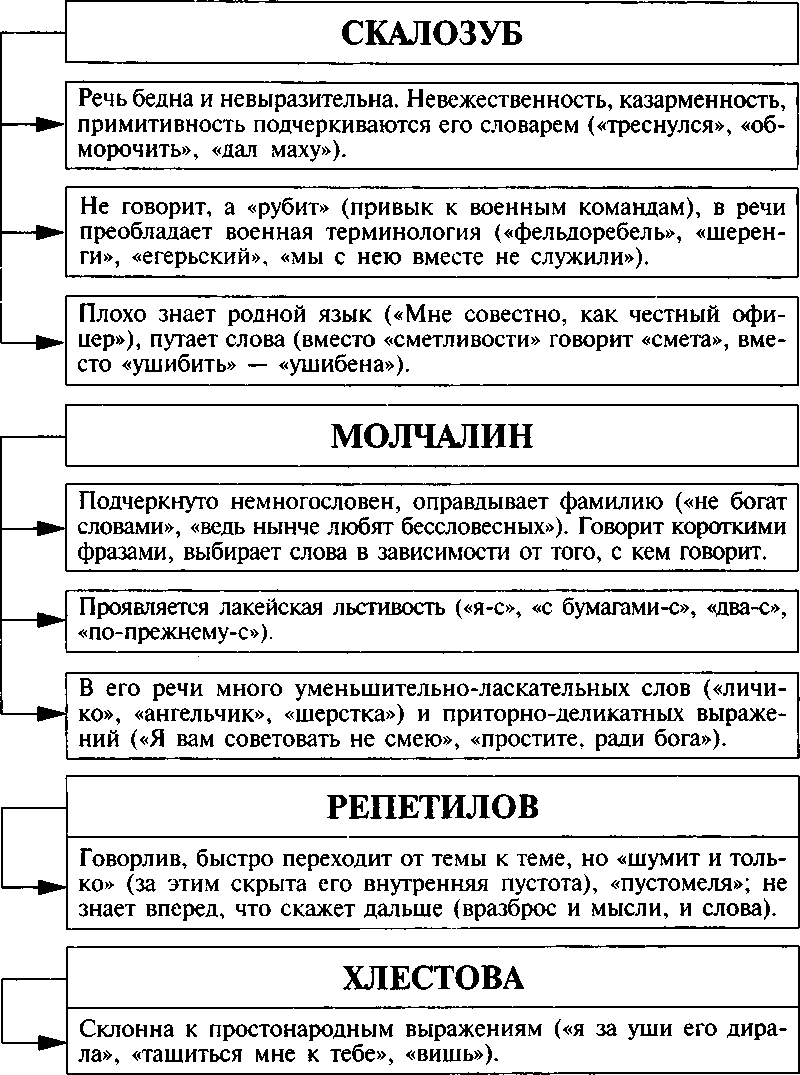 СКАЛОЗУБ
Речь бедна и невыразительна. Невежественность, казарменность,
примитивность подчеркиваются его словарем («треснулся», «об-
морочить», «дал маху»).
Не говорит, а «рубит» (привык к военным командам), в речи
преобладает военная терминология («фельдфебель», «шерен-
ги», «егерьский», «мы с нею вместе не служили»).
Плохо знает родной язык («Мне совестно, как честный офи-
цер»), путает слова (вместо «сметливости» говорит «смета», вме-
сто «ушибить» — «ушибена»).
МОЛЧАЛИН
Подчеркнуто немногословен, оправдывает фамилию («не богат
словами», «ведь нынче любят бессловесных»). Говорит короткими
фразами, выбирает слова в зависимости от того, с кем говорит.
Проявляется лакейская льстивость («я-с», «с бумагами-с», «два-с»,
«по-прежнему-с»).
В его речи много уменьшительно-ласкательных слов («личи-
ко», «ангельчик», «шерстка») и приторно-деликатных выраже-
ний («Я вам советовать не смею», «простите, ради бога»).
РЕПЕТИЛОВ
Говорлив, быстро переходит от темы к теме, но «шумит и толь-
ко» (за этим скрыта его внутренняя пустота), «пустомеля»; не
знает вперед, что скажет дальше (вразброс и мысли, и слова).
ХЛЕСТОВА
Склонна к простонародным выражениям («я за уши его дира-
ла», «тащиться мне к тебе», «вишь»).